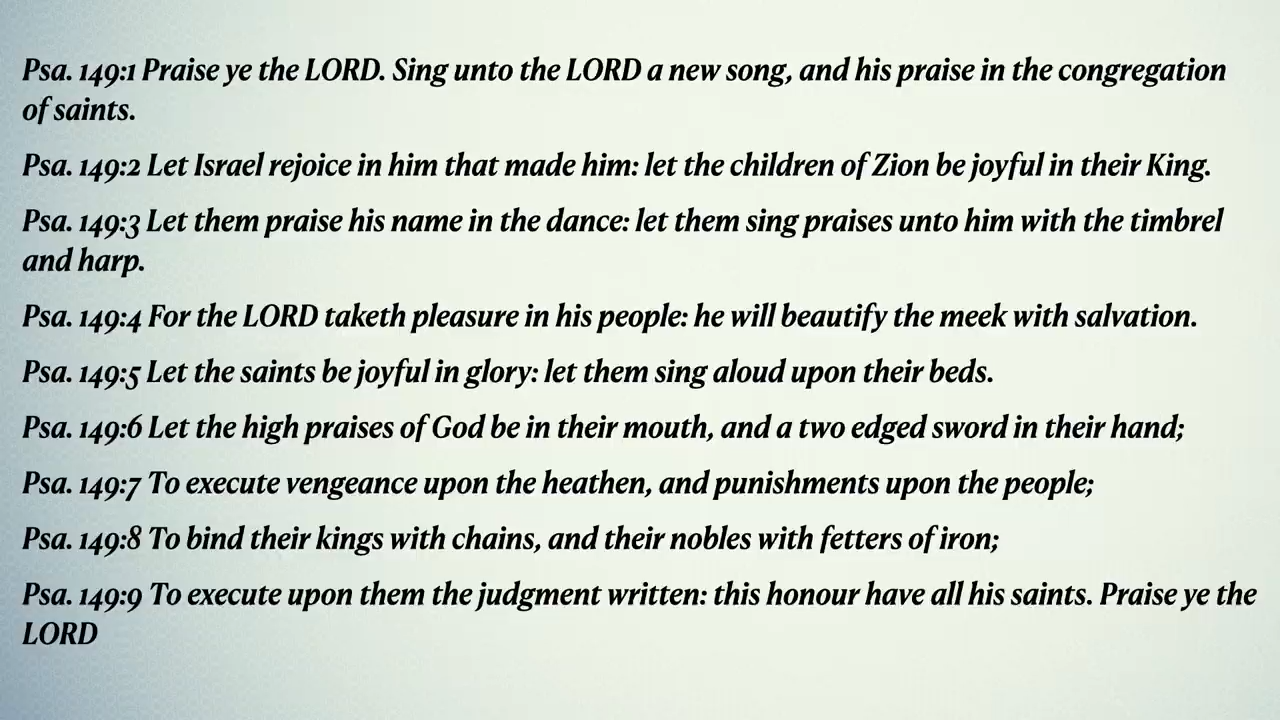 Psa. 149:1 Praise ye the LORD. Sing unto the LORD a new song, and his praise in the congregation
of saints.
Psa. 149:2 Let Israel rejoice in him that made him: let the children of Zion be joyful in their King.
Psa. 149:3 Let them praise his name in the dance: let them sing praises unto him with the timbrel
and harp.
Psa. 149:4 For the LORD taketh pleasure in his people: he will beautify the meek with salvation.
Psa. 149:5 Let the saints be joyful in glory: let them sing aloud upon their beds.
Psa. 149:6 Let the high praises of God be in their mouth, and a two edged sword in their hand;
Psa. 149:7 To execute vengeance upon the heathen, and punishments upon the people;
Psa. 149:8 To bind their kings with chains, and their nobles with fetters of iron;
Psa. 149:9 To execute upon them the judgment written: this honour have all his saints. Praise ye the
LORD